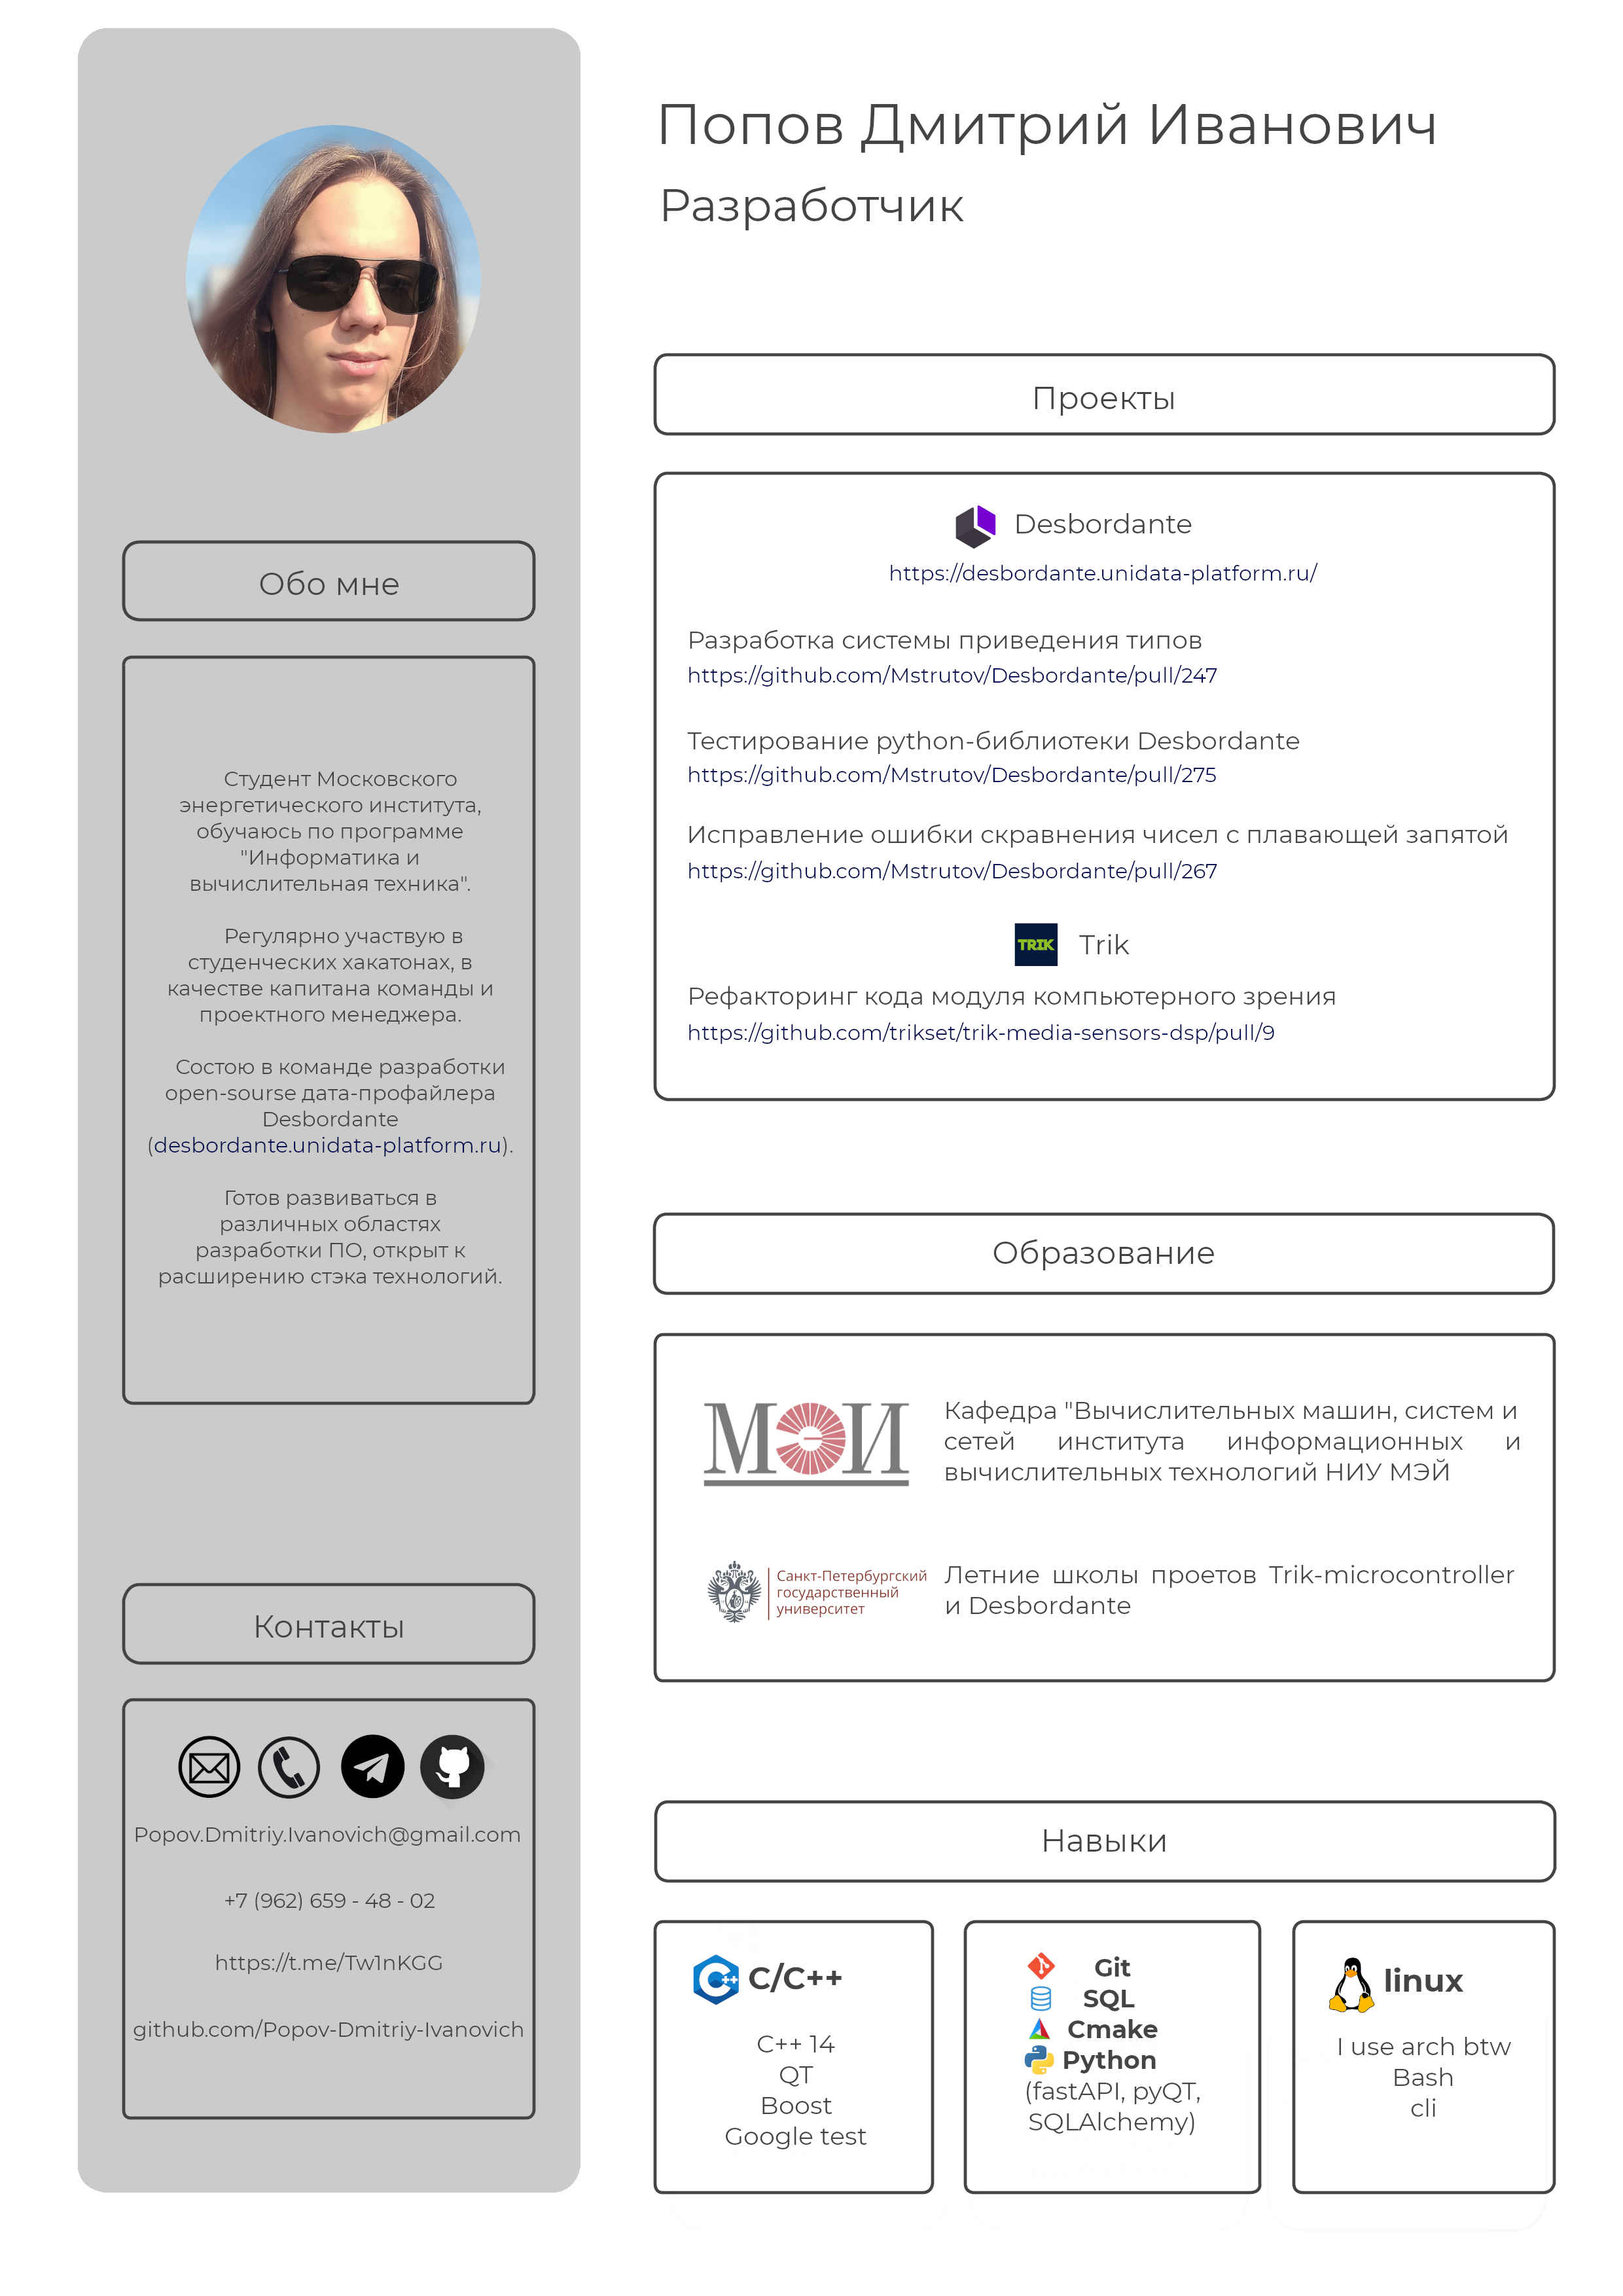 Попов Дмитрий Иванович
Разработчик
Обо мне
Студент Московского
энергетического института,
обучаюсь по программе
"Информатика и
вычислительная техника".
Регулярно участвую в
студенческих хакатонах, в
качестве капитана команды и
проектного менеджера.
Состою в команде разработки
open-sourse дата-профайлера
Desbordante
(desbordante.unidata-platform.ru).
Готов развиваться в
различных областях
разработки ПО, открыт к
расширению стэка технологий.
Контакты
Popov.Dmitriy.Ivanovich@gmail.com
+7 (962) 659 - 48 - 02
https://t.me/Tw1nKGG
github.com/Popov-Dmitriy-Ivanovich
Проекты
Desbordante
https://desbordante.unidata-platform.ru/
Разработка системы приведения типов
https://github.com/Mstrutov/Desbordante/pull/247
Тестирование python-библиотеки Desbordante
https://github.com/Mstrutov/Desbordante/pull/275
Исправление ошибки скравнения чисел с плавающей запятой
https://github.com/Mstrutov/Desbordante/pull/267
TRIK Trik
Рефакторинг кода модуля компьютерного зрения
https://github.com/trikset/trik-media-sensors-dsp/pull/9
Образование
МЭИ
Кафедра "Вычислительных машин, систем и
сетей института информационных и
вычислительных технологий НИУ МЭЙ
Санкт-Петербургский
государственный
университет
Летние школы проетов Trik-microcontroller
и Desbordante
Навыки
C++ C/C++
C++ 14
QT
Boost
Google test
Git
SQL
Cmake
Python
(fastAPI, pyQT,
SQLAlchemy)
linux
I use arch btw
Bash
cli